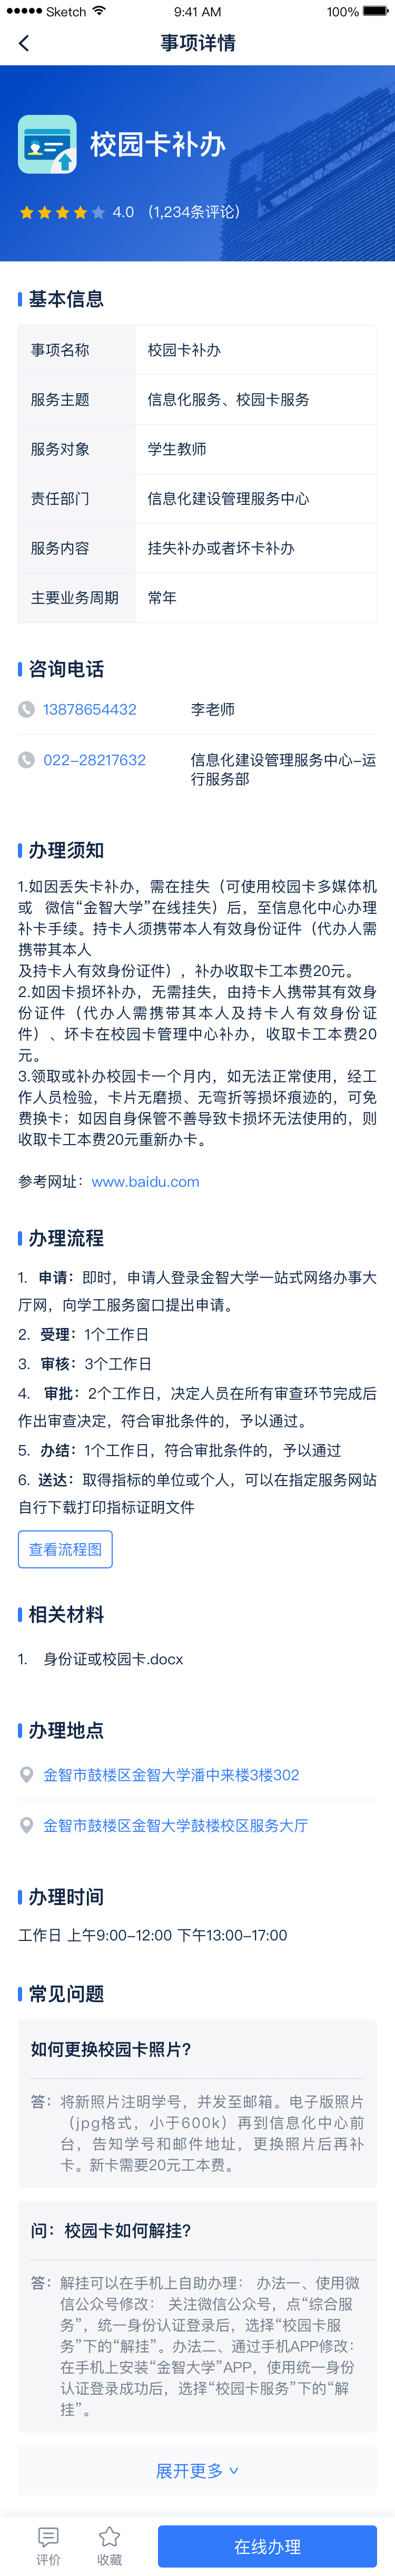 Sketch 9:41 AM 100%
事项详情
校园卡补办
4.0 （1,234条评论）
基本信息
事项名称 校园卡补办
服务主题 信息化服务、校园卡服务
服务对象 学生教师
责任部门 信息化建设管理服务中心
服务内容 挂失补办或者坏卡补办
主要业务周期 常年
咨询电话
13878654432 李老师
022-28217632 信息化建设管理服务中心-运
行服务部
办理须知
1.如因丢失卡补办，需在挂失（可使用校园卡多媒体机
或 微信“金智大学”在线挂失）后，至信息化中心办理
补卡手续。持卡人须携带本人有效身份证件（代办人需
携带其本人
及持卡人有效身份证件），补办收取卡工本费20元。
2.如因卡损坏补办，无需挂失，由持卡人携带其有效身
份证件（代办人需携带其本人及持卡人有效身份证
件）、坏卡在校园卡管理中心补办，收取卡工本费20
元。
3.领取或补办校园卡一个月内，如无法正常使用，经工
作人员检验，卡片无磨损、无弯折等损坏痕迹的，可免
费换卡；如因自身保管不善导致卡损坏无法使用的，则
收取卡工本费20元重新办卡。
参考网址：www.baidu.com
办理流程
1. 申请：即时，申请人登录金智大学一站式网络办事大
厅网，向学工服务窗口提出申请。
2. 受理：1个工作日
3. 审核：3个工作日
4. 审批：2个工作日，决定人员在所有审查环节完成后
作出审查决定，符合审批条件的，予以通过。
5. 办结：1个工作日，符合审批条件的，予以通过
6. 送达：取得指标的单位或个人，可以在指定服务网站
自行下载打印指标证明文件
查看流程图
相关材料
1. 身份证或校园卡.docx
办理地点
金智市鼓楼区金智大学潘中来楼3楼302
金智市鼓楼区金智大学鼓楼校区服务大厅
办理时间
工作日 上午9:00-12:00 下午13:00-17:00
常见问题
如何更换校园卡照片?
答：将新照片注明学号，并发至邮箱。电子版照片
（jpg格式，小于600k）再到信息化中心前
台，告知学号和邮件地址，更换照片后再补
卡。新卡需要20元工本费。
问：校园卡如何解挂?
答：解挂可以在手机上自助办理： 办法一、使用微
信公众号修改： 关注微信公众号，点“综合服
务”，统一身份认证登录后，选择“校园卡服
务”下的“解挂”。办法二、通过手机APP修改：
在手机上安装“金智大学”APP，使用统一身份
认证登录成功后，选择“校园卡服务”下的“解
挂”。
展开更多
评价 收藏 在线办理